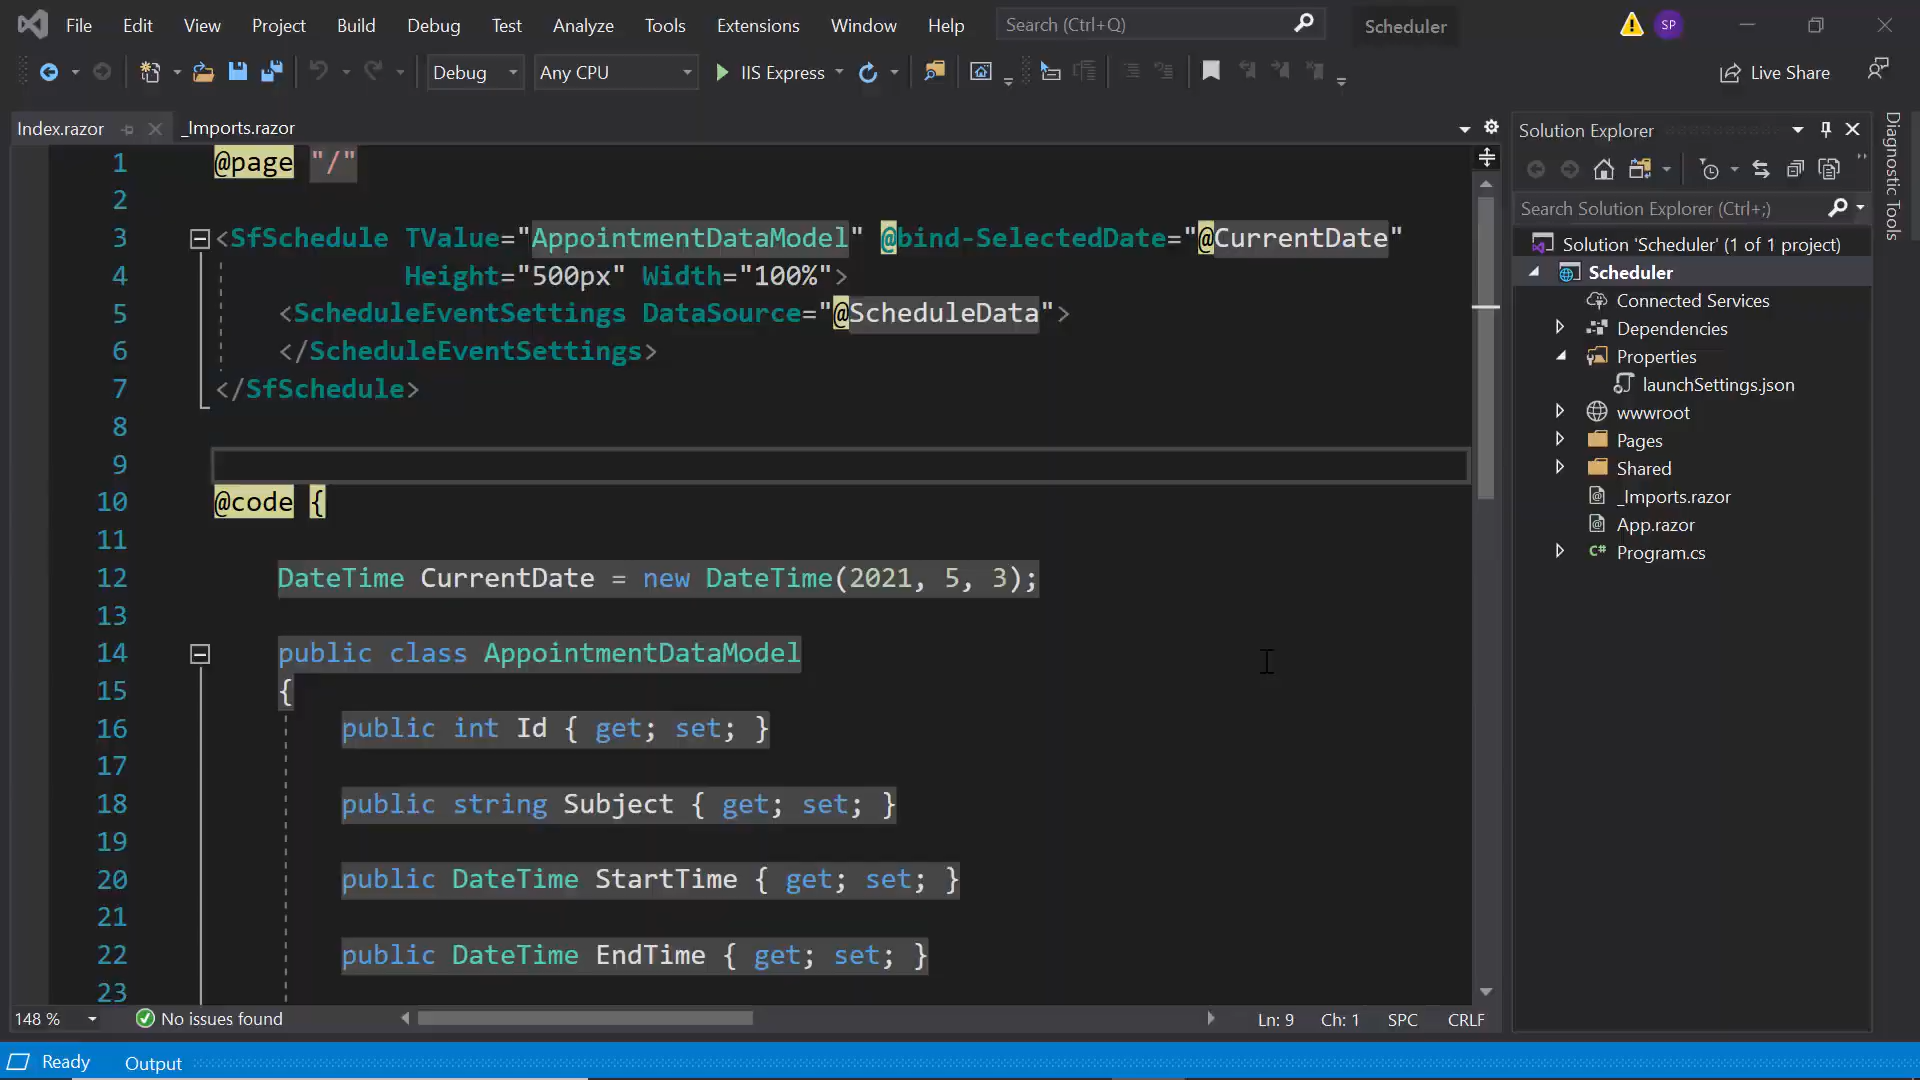 File Edit View Project Build Debug Test Analyze Tools Extensions Window Help Search (Ctrl+Q) Scheduler SP
Debug Any CPU IIS Express Live Share
Index.razor _Imports.razor
1 @page "/"
2
3 <SfSchedule TValue="AppointmentDataModel" @bind-SelectedDate="@CurrentDate"
4 Height="500px" Width="100%">
5 <ScheduleEventSettings DataSource="@ScheduleData">
6 </ScheduleEventSettings>
7 </SfSchedule>
8
9
10 @code {
11
12 DateTime CurrentDate = new DateTime(2021, 5, 3);
13
14 public class AppointmentDataModel
15 {
16 public int Id { get; set; }
17
18 public string Subject { get; set; }
19
20 public DateTime StartTime { get; set; }
21
22 public DateTime EndTime { get; set; }
23
148 % No issues found Ln: 9 Ch: 1 SPC CRLF
Ready Output
Solution Explorer
Search Solution Explorer (Ctrl+;)
Solution 'Scheduler' (1 of 1 project)
Scheduler
Connected Services
Dependencies
Properties
launchSettings.json
wwwroot
Pages
Shared
_Imports.razor
App.razor
C# Program.cs
Diagnostic Tools